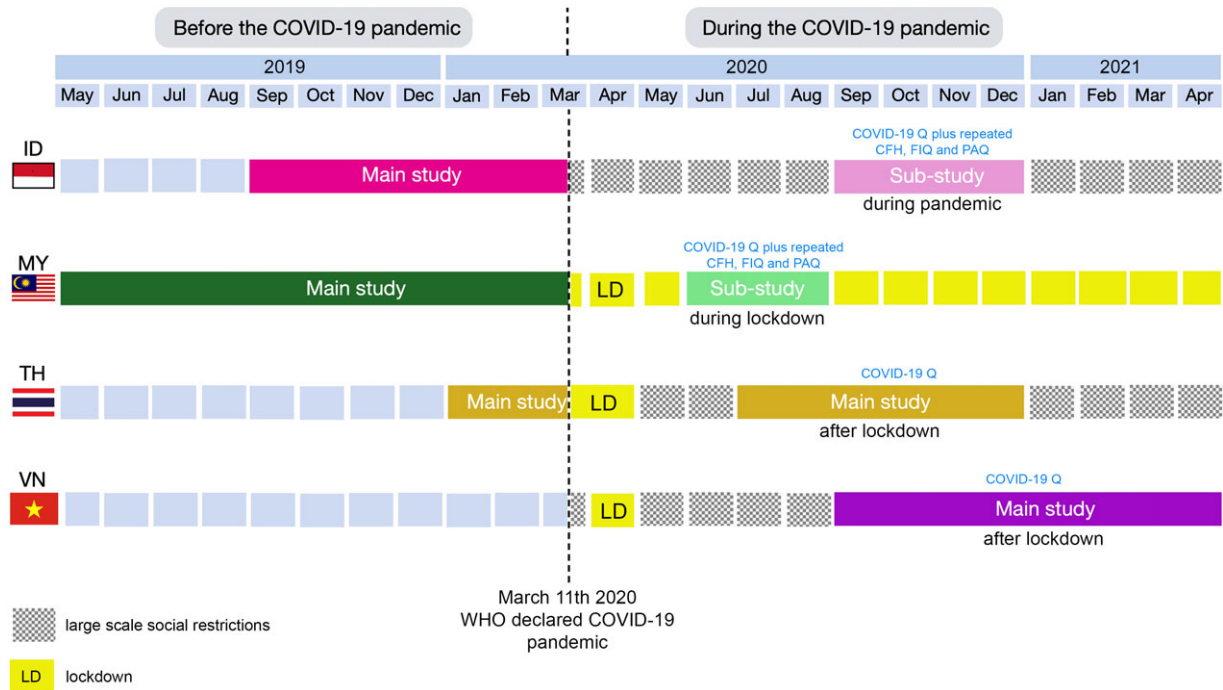 Before the COVID-19 pandemic
During the COVID-19 pandemic
2019 2020 2021
May Jun Jul Aug Sep Oct Nov Dec Jan Feb Mar Apr May Jun Jul Aug Sep Oct Nov Dec Jan Feb Mar Apr
ID
COVID-19 Q plus repeated
CFH, FIQ and PAQ
Main study
Sub-study
during pandemic
MY
COVID-19 Q plus repeated
CFH, FIQ and PAQ
Main study
LD
Sub-study
during lockdown
TH
COVID-19 Q
Main study
LD
Main study
after lockdown
VN
COVID-19 Q
LD
Main study
after lockdown
March 11th 2020
WHO declared COVID-19
pandemic
large scale social restrictions
LD lockdown